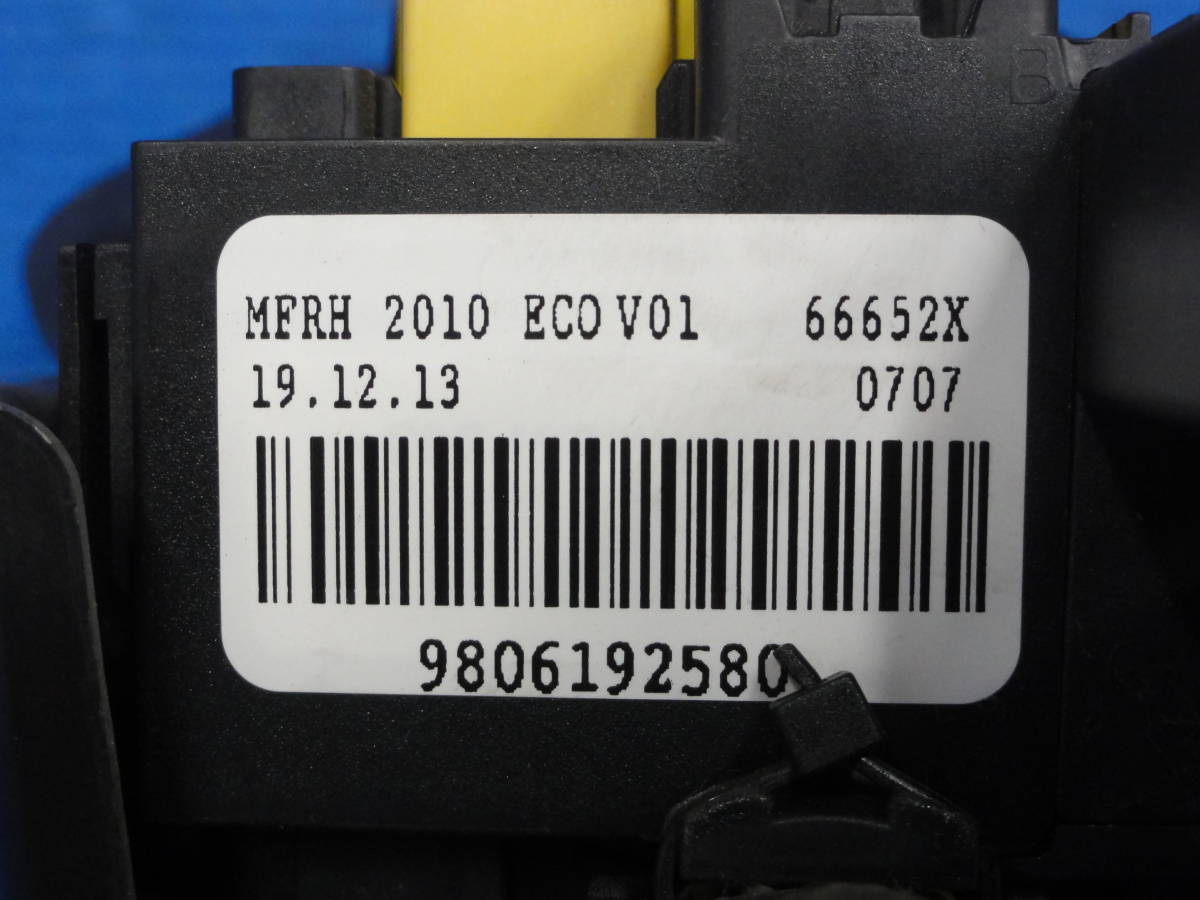 B
MFRH 2010 ECO V01 66652X
19.12.13 0707
9806192580